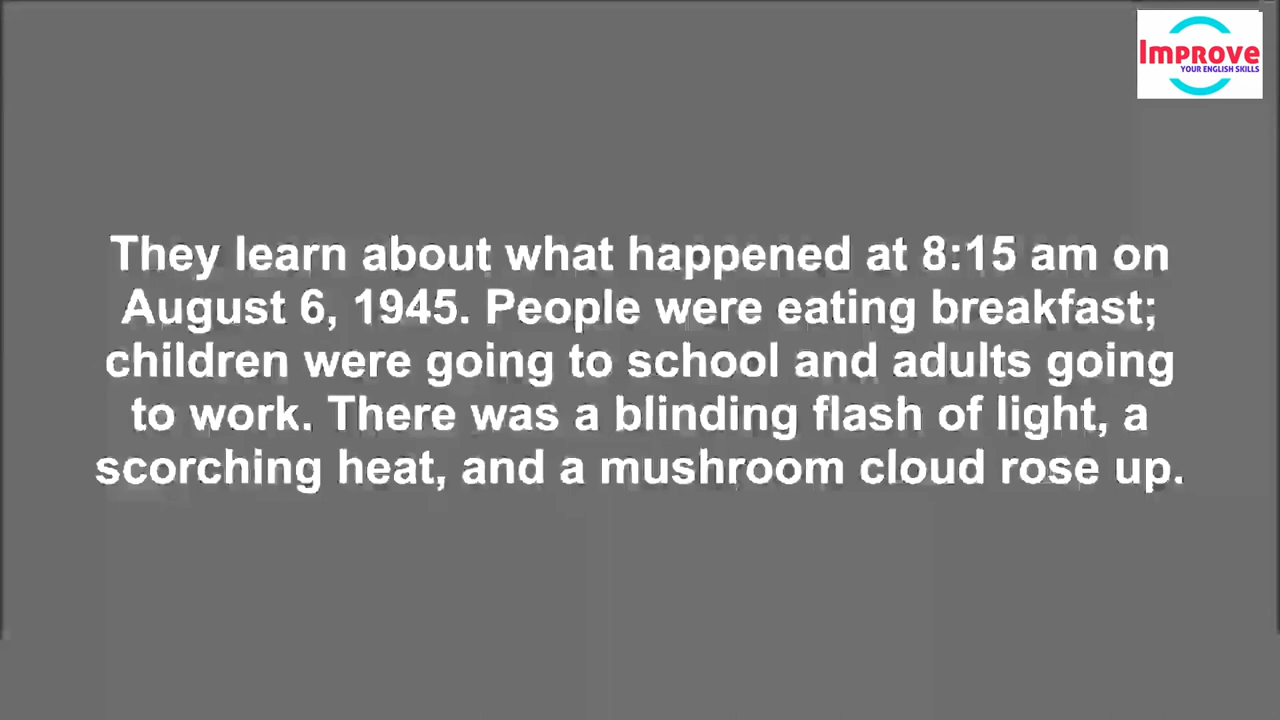 Improve
YOUR ENGLISH SKILLS
They learn about what happened at 8:15 am on
August 6, 1945. People were eating breakfast;
children were going to school and adults going
to work. There was a blinding flash of light, a
scorching heat, and a mushroom cloud rose up.